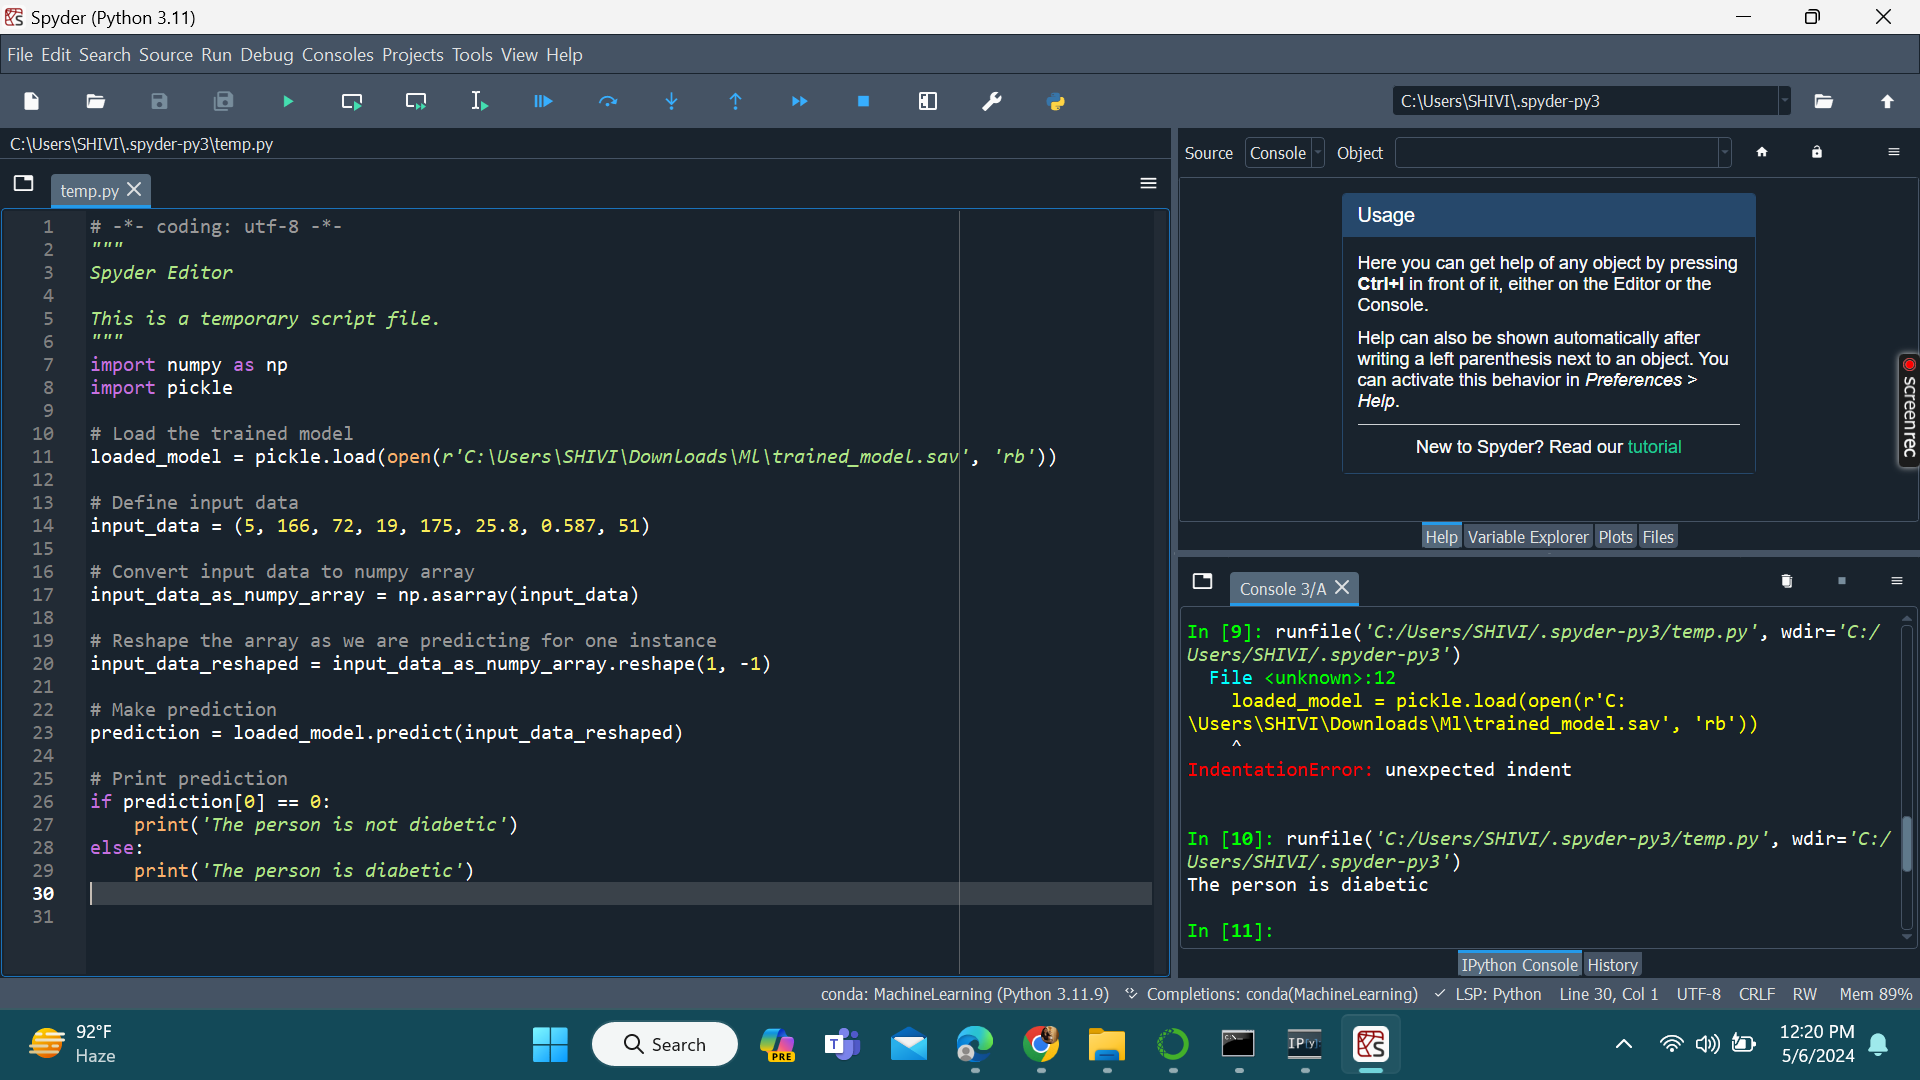 Spyder (Python 3.11)
File Edit Search Source Run Debug Consoles Projects Tools View Help
C:\Users\SHIVI\.spyder-py3
C:\Users\SHIVI\.spyder-py3\temp.py
temp.py
1 # -*- coding: utf-8 -*-
2 """
3 Spyder Editor
4
5 This is a temporary script file.
6 """
7 import numpy as np
8 import pickle
9
10 # Load the trained model
11 loaded_model = pickle.load(open(r'C:\Users\SHIVI\Downloads\Ml\trained_model.sav', 'rb'))
12
13 # Define input data
14 input_data = (5, 166, 72, 19, 175, 25.8, 0.587, 51)
15
16 # Convert input data to numpy array
17 input_data_as_numpy_array = np.asarray(input_data)
18
19 # Reshape the array as we are predicting for one instance
20 input_data_reshaped = input_data_as_numpy_array.reshape(1, -1)
21
22 # Make prediction
23 prediction = loaded_model.predict(input_data_reshaped)
24
25 # Print prediction
26 if prediction[0] == 0:
27     print('The person is not diabetic')
28 else:
29     print('The person is diabetic')
30
31
Source Console Object
Usage
Here you can get help of any object by pressing
Ctrl+I in front of it, either on the Editor or the
Console.
Help can also be shown automatically after
writing a left parenthesis next to an object. You
can activate this behavior in Preferences >
Help.
New to Spyder? Read our tutorial
screenrec
Help Variable Explorer Plots Files
Console 3/A
In [9]: runfile('C:/Users/SHIVI/.spyder-py3/temp.py', wdir='C:/
Users/SHIVI/.spyder-py3')
  File <unknown>:12
    loaded_model = pickle.load(open(r'C:
\Users\SHIVI\Downloads\Ml\trained_model.sav', 'rb'))
    ^
IndentationError: unexpected indent
In [10]: runfile('C:/Users/SHIVI/.spyder-py3/temp.py', wdir='C:/
Users/SHIVI/.spyder-py3')
The person is diabetic
In [11]:
IPython Console History
conda: MachineLearning (Python 3.11.9) Completions: conda(MachineLearning) LSP: Python Line 30, Col 1 UTF-8 CRLF RW Mem 89%
92°F
Haze
Search
PRE
T
C:\_
IP[y]:
12:20 PM
5/6/2024